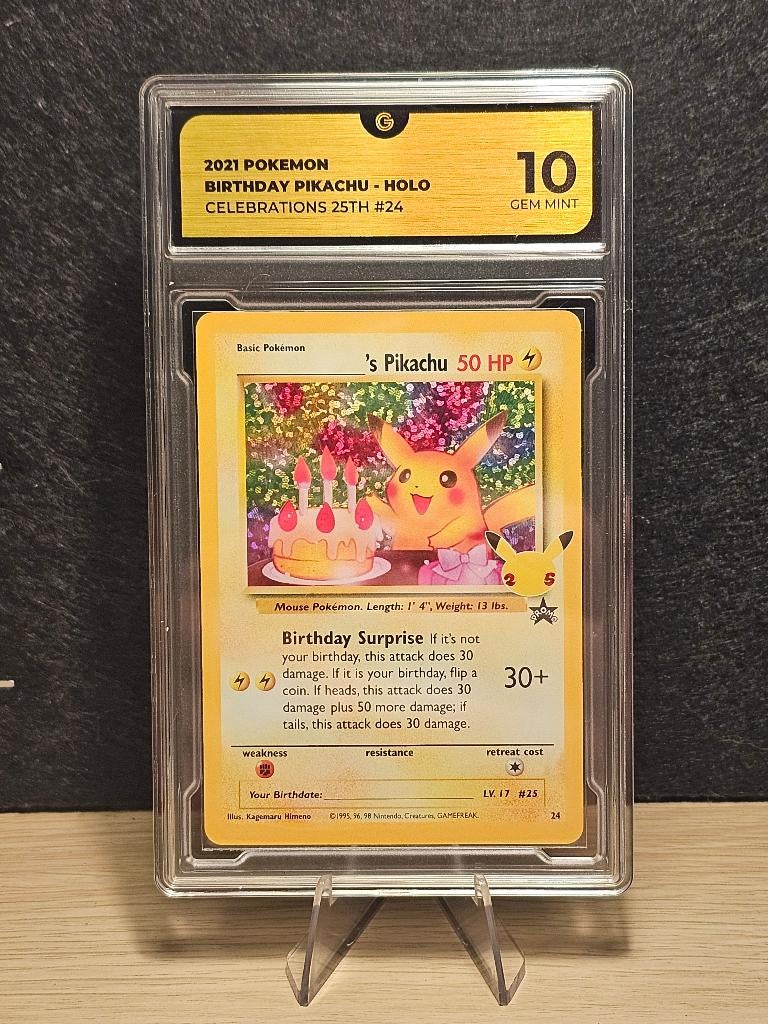 G
2021 POKEMON
BIRTHDAY PIKACHU - HOLO
CELEBRATIONS 25TH #24
10
GEM MINT
Basic Pokémon
's Pikachu 50 HP
25
Mouse Pokémon. Length: 1' 4", Weight: 13 lbs.
PROMO
Birthday Surprise If it's not
your birthday, this attack does 30
damage. If it is your birthday, flip a
coin. If heads, this attack does 30
damage plus 50 more damage; if
tails, this attack does 30 damage.
30+
weakness resistance retreat cost
Your Birthdate: LV. 17 #25
Illus. Kagemaru Himeno ©1995, 96, 98 Nintendo, Creatures, GAMEFREAK. 24